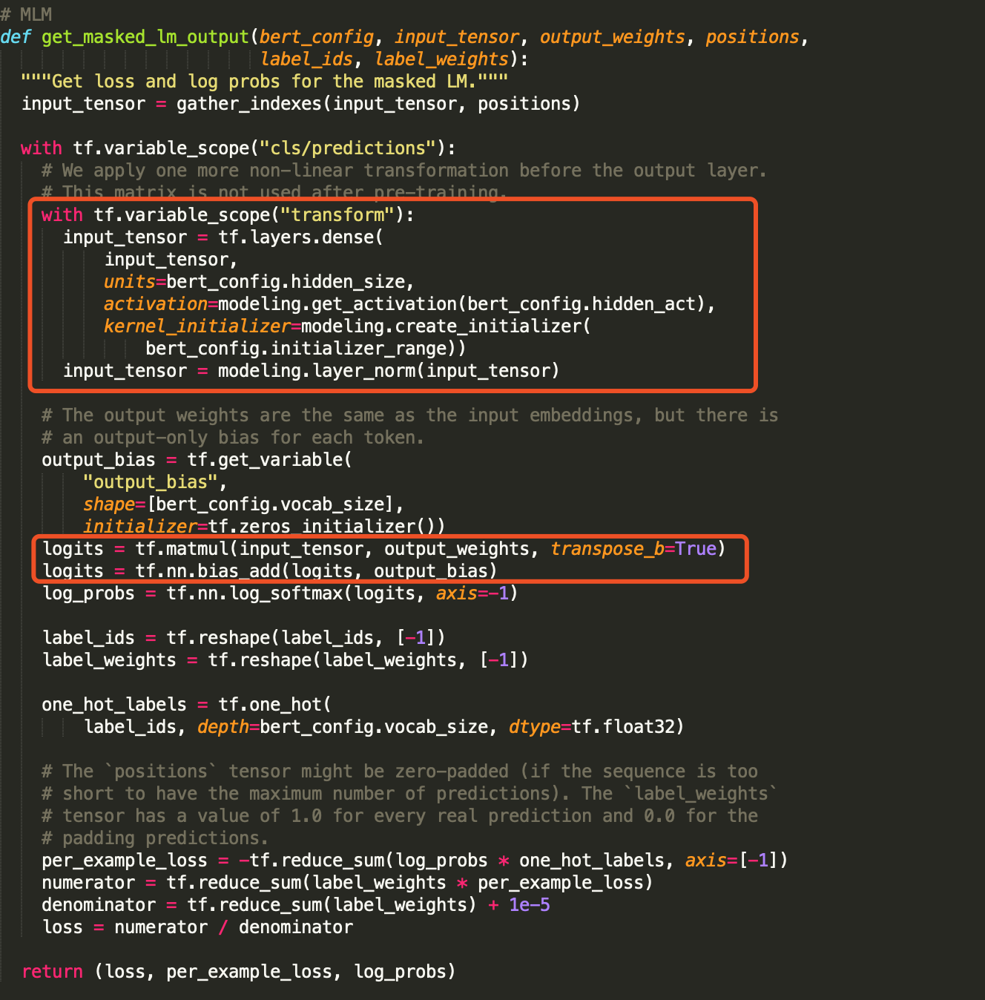 # MLM
def get_masked_lm_output(bert_config, input_tensor, output_weights, positions,
                         label_ids, label_weights):
  """Get loss and log probs for the masked LM."""
  input_tensor = gather_indexes(input_tensor, positions)

  with tf.variable_scope("cls/predictions"):
    # We apply one more non-linear transformation before the output layer.
    # This matrix is not used after pre-training.
    with tf.variable_scope("transform"):
      input_tensor = tf.layers.dense(
          input_tensor,
          units=bert_config.hidden_size,
          activation=modeling.get_activation(bert_config.hidden_act),
          kernel_initializer=modeling.create_initializer(
              bert_config.initializer_range))
      input_tensor = modeling.layer_norm(input_tensor)

    # The output weights are the same as the input embeddings, but there is
    # an output-only bias for each token.
    output_bias = tf.get_variable(
        "output_bias",
        shape=[bert_config.vocab_size],
        initializer=tf.zeros_initializer())
    logits = tf.matmul(input_tensor, output_weights, transpose_b=True)
    logits = tf.nn.bias_add(logits, output_bias)
    log_probs = tf.nn.log_softmax(logits, axis=-1)

    label_ids = tf.reshape(label_ids, [-1])
    label_weights = tf.reshape(label_weights, [-1])

    one_hot_labels = tf.one_hot(
        label_ids, depth=bert_config.vocab_size, dtype=tf.float32)

    # The `positions` tensor might be zero-padded (if the sequence is too
    # short to have the maximum number of predictions). The `label_weights`
    # tensor has a value of 1.0 for every real prediction and 0.0 for the
    # padding predictions.
    per_example_loss = -tf.reduce_sum(log_probs * one_hot_labels, axis=[-1])
    numerator = tf.reduce_sum(label_weights * per_example_loss)
    denominator = tf.reduce_sum(label_weights) + 1e-5
    loss = numerator / denominator

  return (loss, per_example_loss, log_probs)